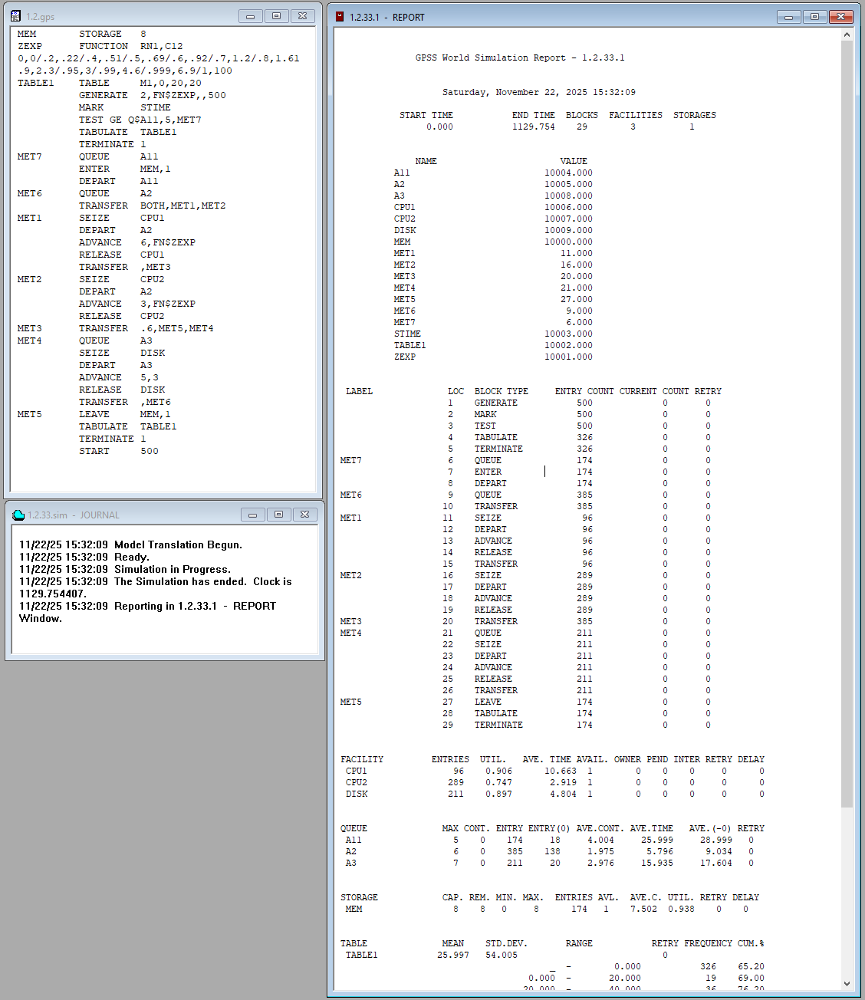 1.2.gps
MEM STORAGE 8
ZEXP FUNCTION RN1,C12
0,0/.2,.22/.4,.51/.5,.69/.6,.92/.7,1.2/.8,1.61
.9,2.3/.95,3/.99,4.6/.999,6.9/1,100
TABLE1 TABLE M1,0,20,20
GENERATE 2,FN$ZEXP,,500
MARK STIME
TEST GE Q$A11,5,MET7
TABULATE TABLE1
TERMINATE 1
MET7 QUEUE A11
ENTER MEM,1
DEPART A11
MET6 QUEUE A2
TRANSFER BOTH,MET1,MET2
MET1 SEIZE CPU1
DEPART A2
ADVANCE 6,FN$ZEXP
RELEASE CPU1
TRANSFER ,MET3
MET2 SEIZE CPU2
DEPART A2
ADVANCE 3,FN$ZEXP
RELEASE CPU2
MET3 TRANSFER .6,MET5,MET4
MET4 QUEUE A3
SEIZE DISK
DEPART A3
ADVANCE 5,3
RELEASE DISK
TRANSFER ,MET6
MET5 LEAVE MEM,1
TABULATE TABLE1
TERMINATE 1
START 500
1.2.33.sim - JOURNAL
11/22/25 15:32:09 Model Translation Begun.
11/22/25 15:32:09 Ready.
11/22/25 15:32:09 Simulation in Progress.
11/22/25 15:32:09 The Simulation has ended. Clock is
1129.754407.
11/22/25 15:32:09 Reporting in 1.2.33.1 - REPORT
Window.
1.2.33.1 - REPORT
GPSS World Simulation Report - 1.2.33.1
Saturday, November 22, 2025 15:32:09
START TIME END TIME BLOCKS FACILITIES STORAGES
0.000 1129.754 29 3 1
NAME VALUE
A11 10004.000
A2 10005.000
A3 10008.000
CPU1 10006.000
CPU2 10007.000
DISK 10009.000
MEM 10000.000
MET1 11.000
MET2 16.000
MET3 20.000
MET4 21.000
MET5 27.000
MET6 9.000
MET7 6.000
STIME 10003.000
TABLE1 10002.000
ZEXP 10001.000
LABEL LOC BLOCK TYPE ENTRY COUNT CURRENT COUNT RETRY
1 GENERATE 500 0 0
2 MARK 500 0 0
3 TEST 500 0 0
4 TABULATE 326 0 0
5 TERMINATE 326 0 0
MET7 6 QUEUE 174 0 0
7 ENTER 174 0 0
8 DEPART 174 0 0
MET6 9 QUEUE 385 0 0
10 TRANSFER 385 0 0
MET1 11 SEIZE 96 0 0
12 DEPART 96 0 0
13 ADVANCE 96 0 0
14 RELEASE 96 0 0
15 TRANSFER 96 0 0
MET2 16 SEIZE 289 0 0
17 DEPART 289 0 0
18 ADVANCE 289 0 0
19 RELEASE 289 0 0
MET3 20 TRANSFER 385 0 0
MET4 21 QUEUE 211 0 0
22 SEIZE 211 0 0
23 DEPART 211 0 0
24 ADVANCE 211 0 0
25 RELEASE 211 0 0
26 TRANSFER 211 0 0
MET5 27 LEAVE 174 0 0
28 TABULATE 174 0 0
29 TERMINATE 174 0 0
FACILITY ENTRIES UTIL. AVE. TIME AVAIL. OWNER PEND INTER RETRY DELAY
CPU1 96 0.906 10.663 1 0 0 0 0 0
CPU2 289 0.747 2.919 1 0 0 0 0 0
DISK 211 0.897 4.804 1 0 0 0 0 0
QUEUE MAX CONT. ENTRY ENTRY(0) AVE.CONT. AVE.TIME AVE.(-0) RETRY
A11 5 0 174 18 4.004 25.999 28.999 0
A2 6 0 385 138 1.975 5.796 9.034 0
A3 7 0 211 20 2.976 15.935 17.604 0
STORAGE CAP. REM. MIN. MAX. ENTRIES AVL. AVE.C. UTIL. RETRY DELAY
MEM 8 8 0 8 174 1 7.502 0.938 0 0
TABLE MEAN STD.DEV. RANGE RETRY FREQUENCY CUM.%
TABLE1 25.997 54.005 0
_ - 0.000 326 65.20
0.000 - 20.000 19 69.00
20.000 - 40.000 36 76.20